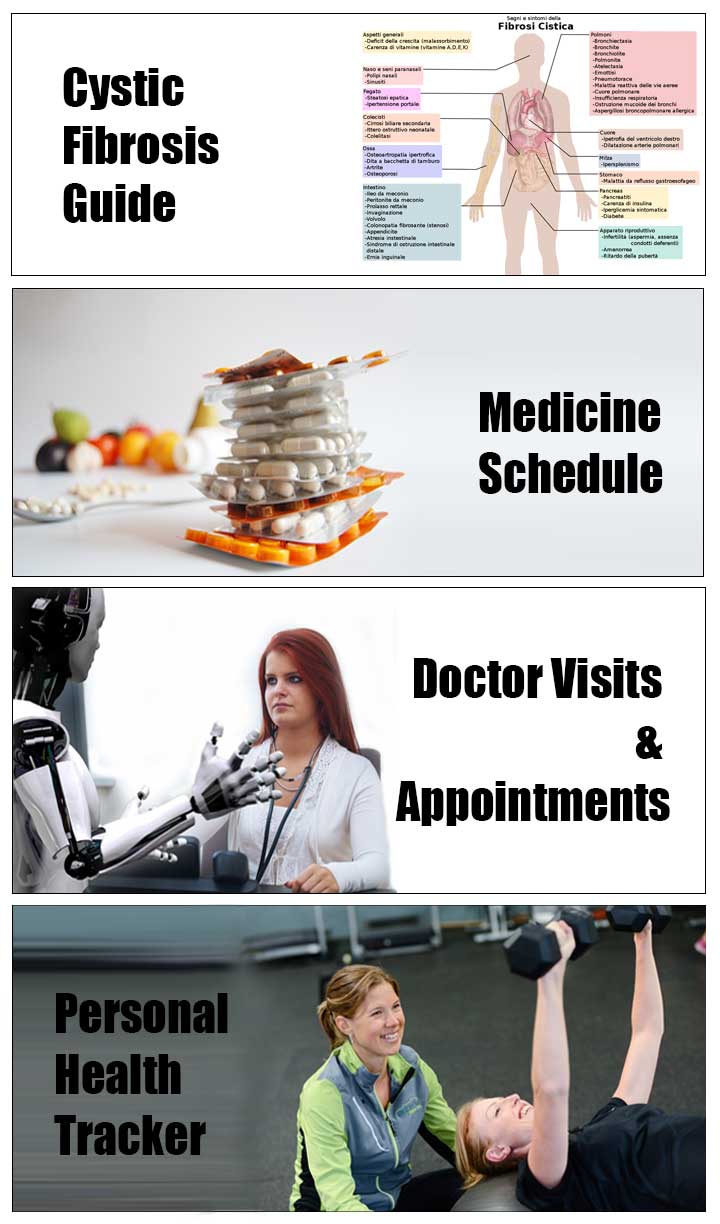 Cystic
Fibrosis
Guide
Segni e sintomi della
Fibrosi Cistica
Aspetti generali
-Deficit della crescita (malassorbimento)
-Carenza di vitamine (vitamine A,D,E,K)
Naso e seni paranasali
-Polipi nasali
-Sinusiti
Fegato
-Steatosi epatica
-Ipertensione portale
Colecisti
-Cirrosi biliare secondaria
-Ittero ostruttivo neonatale
-Colelitasi
Ossa
-Osteoartropatia ipertrofica
-Dita a bacchetta di tamburo
-Artrite
-Osteoporosi
Intestino
-Ileo da meconio
-Peritonite da meconio
-Prolasso rettale
-Invaginazione
-Volvolo
-Colonopatia fibrosante (stenosi)
-Appendicite
-Atresia instestinale
-Sindrome di ostruzione intestinale
distale
-Ernia inguinale
Polmoni
-Bronchiectasia
-Bronchite
-Bronchiolite
-Polmonite
-Atelectasia
-Emottisi
-Pneumotorace
-Malattia reattiva delle vie aeree
-Cuore polmonare
-Insufficienza respiratoria
-Ostruzione mucoide dei bronchi
-Aspergillosi broncopolmonare allergica
Cuore
-Ipetrofia del ventricolo destro
-Dilatazione arterie polmonari
Milza
-Ipersplenismo
Stomaco
-Malattia da reflusso gastroesofageo
Pancreas
-Pancreatiti
-Carenza di insulina
-Iperglicemia sintomatica
-Diabete
Apparato riproduttivo
-Infertilità (aspermia, assenza
condotti deferenti)
-Amenorrea
-Ritardo della pubertà
Medicine
Schedule
Doctor Visits
&
Appointments
Personal
Health
Tracker